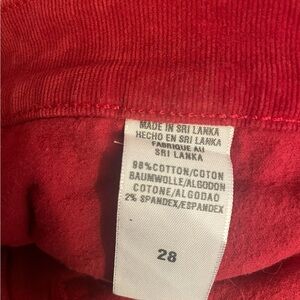 MADE IN SRI LANKA
HECHO EN SRI LANKA
FABRIQUE AU
SRI LANKA
98%COTTON/COTON
BAUMWOLLE/ALGODON
COTONE/ALGODAO
2% SPANDEX/ESPANDEX
28